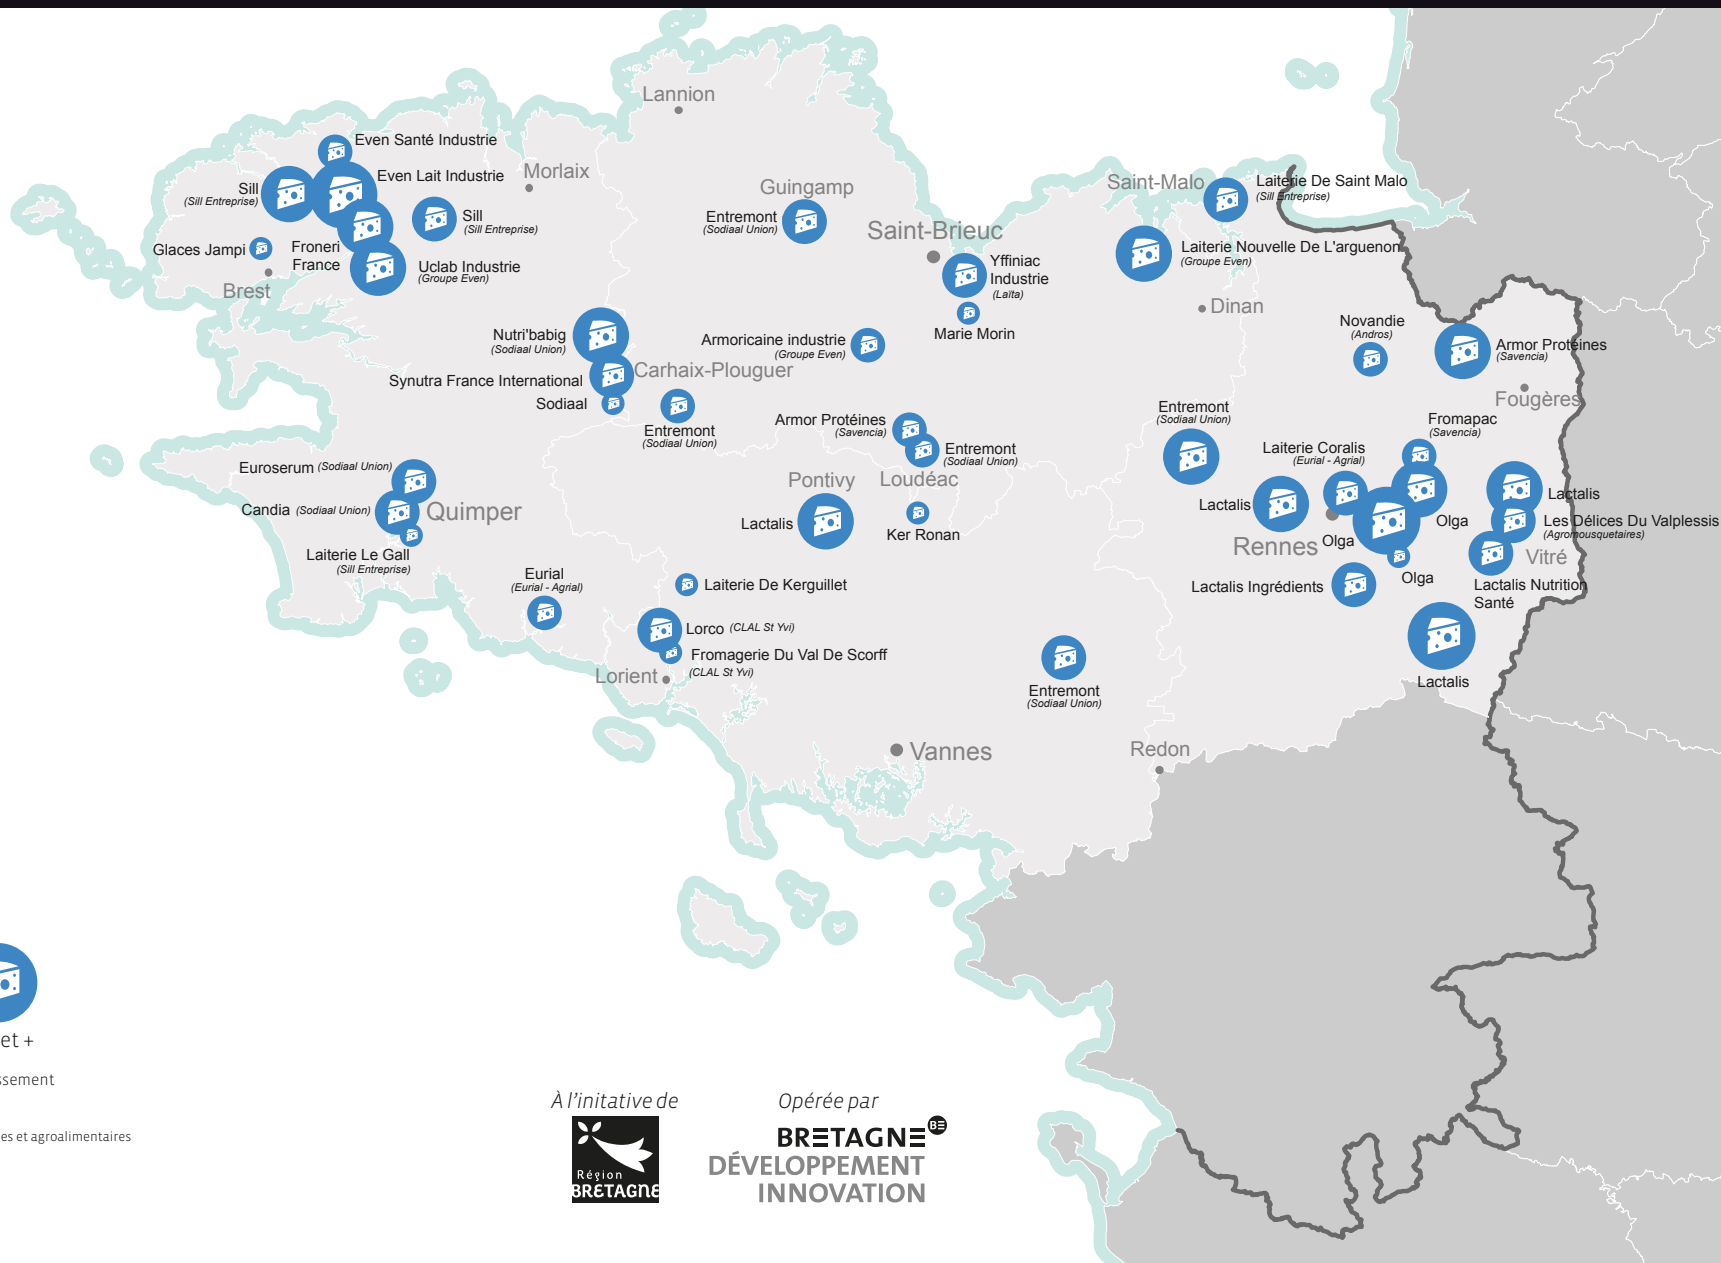 Lannion
Even Santé Industrie
Even Lait Industrie
Morlaix
Sill
(Sill Entreprise)
Sill
(Sill Entreprise)
Glaces Jampi
Froneri
France
Uclab Industrie
(Groupe Even)
Brest
Guingamp
Entremont
(Sodiaal Union)
Saint-Brieuc
Yffiniac
Industrie
(Laïta)
Marie Morin
Saint-Malo
Laiterie De Saint Malo
(Sill Entreprise)
Laiterie Nouvelle De L'arguenon
(Groupe Even)
Dinan
Novandie
(Andros)
Armor Protéines
(Savencia)
Fougères
Nutri'babig
(Sodiaal Union)
Armoricaine industrie
(Groupe Even)
Carhaix-Plouguer
Synutra France International
Sodiaal
Entremont
(Sodiaal Union)
Armor Protéines
(Savencia)
Entremont
(Sodiaal Union)
Loudéac
Pontivy
Lactalis
Ker Ronan
Entremont
(Sodiaal Union)
Fromapac
(Savencia)
Laiterie Coralis
(Eurial - Agrial)
Lactalis
Rennes
Olga
Olga
Olga
Lactalis
Les Délices Du Valplessis
(Agromousquetaires)
Vitré
Lactalis Nutrition
Santé
Lactalis Ingrédients
Lactalis
Euroserum (Sodiaal Union)
Candia (Sodiaal Union)
Quimper
Laiterie Le Gall
(Sill Entreprise)
Eurial
(Eurial - Agrial)
Laiterie De Kerguillet
Lorco (CLAL St Yvi)
Fromagerie Du Val De Scorff
(CLAL St Yvi)
Lorient
Entremont
(Sodiaal Union)
Vannes
Redon
et +
ssement
es et agroalimentaires
À l'initative de
Région
BRETAGNE
Opérée par
BRETAGNE BE
DÉVELOPPEMENT
INNOVATION